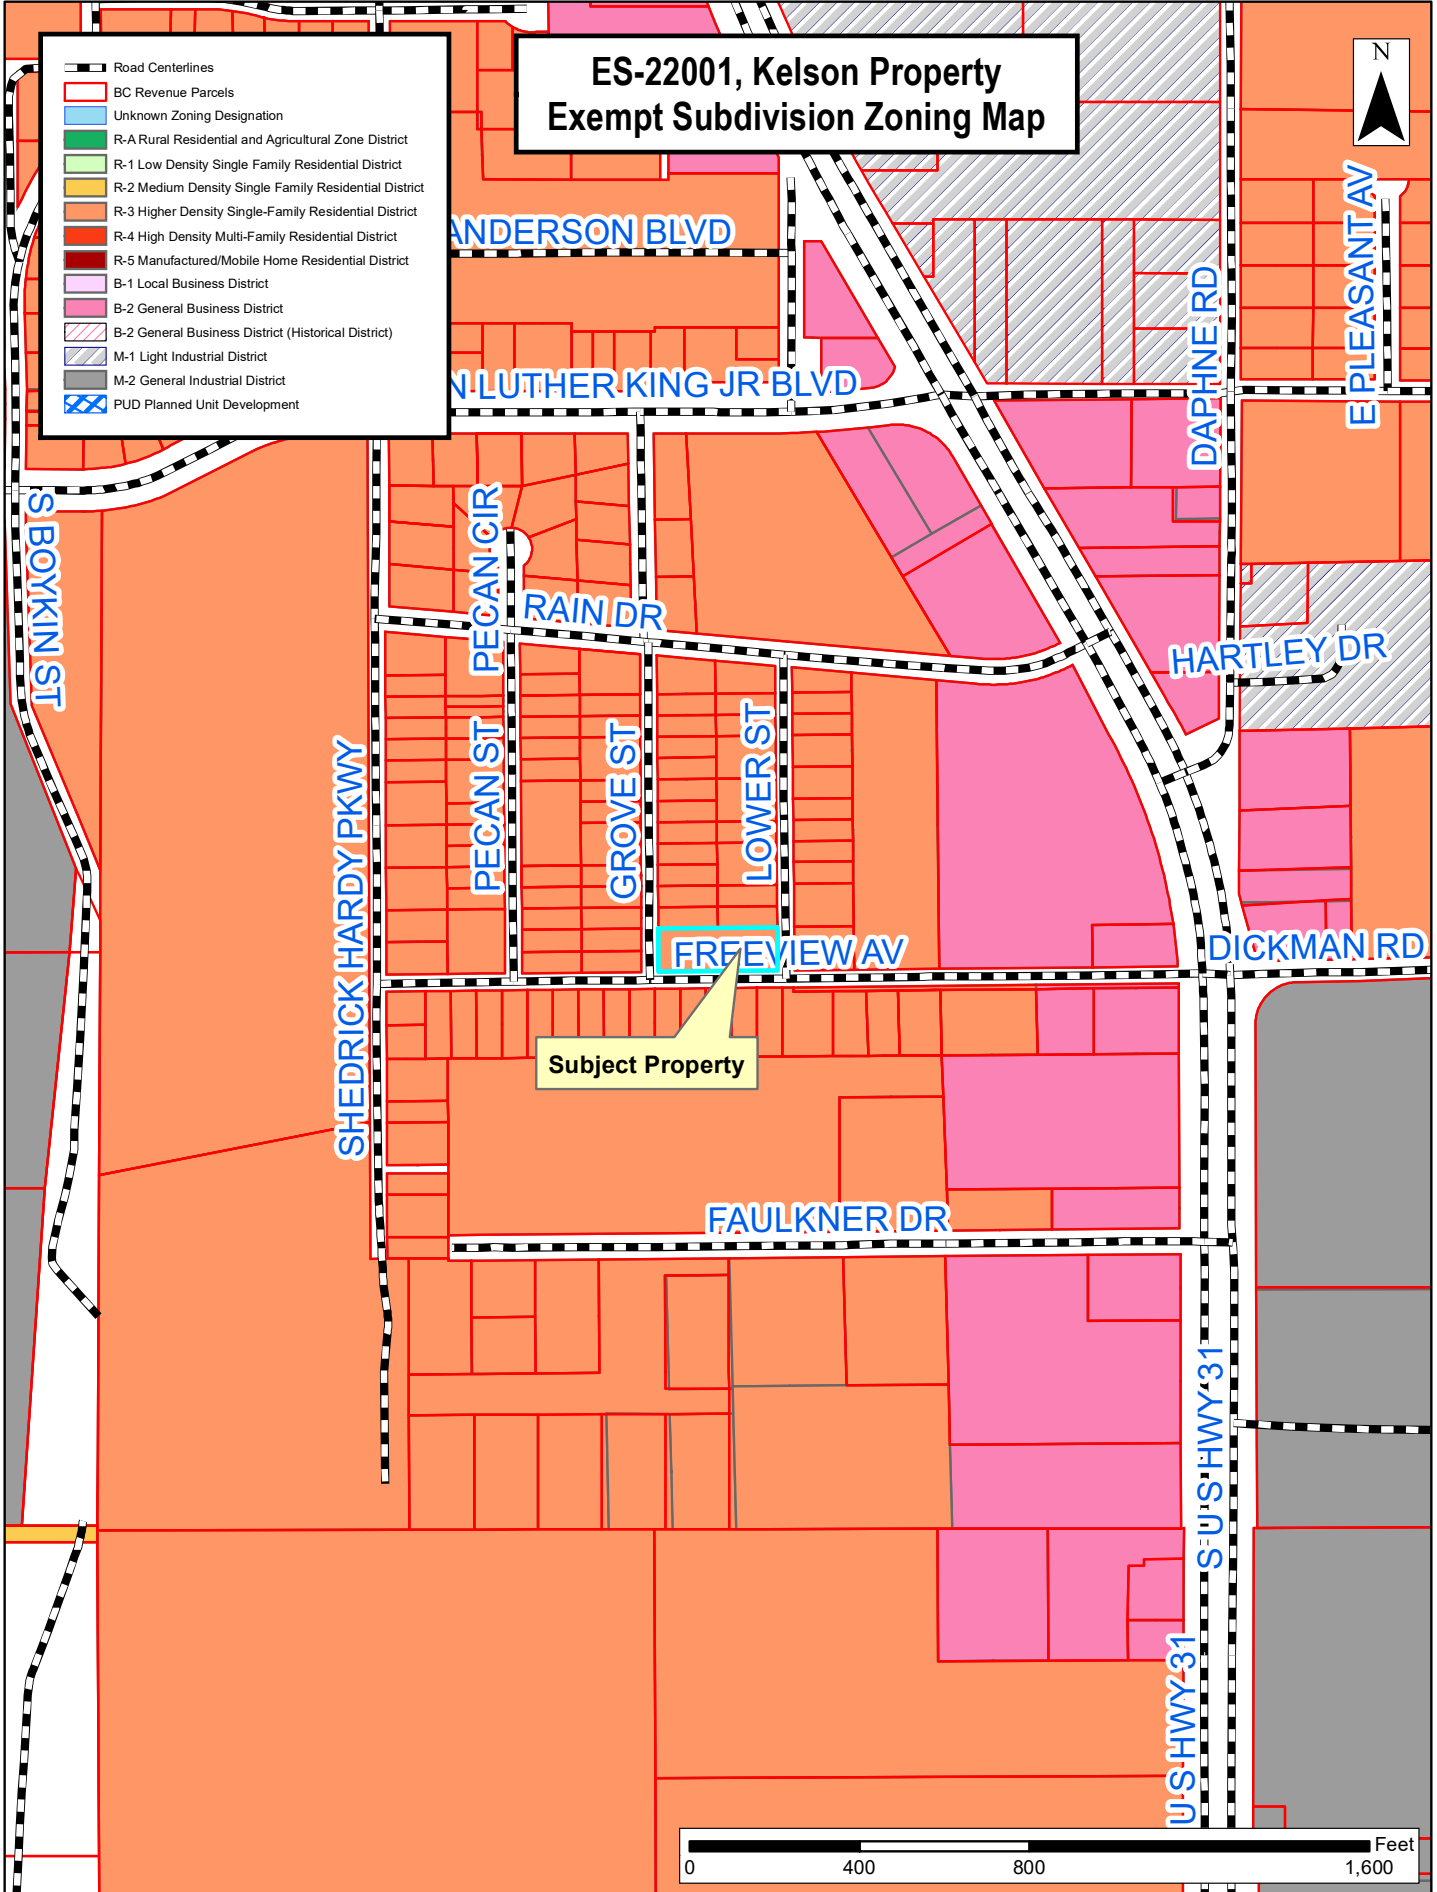 ES-22001, Kelson Property
Exempt Subdivision Zoning Map
N
Road Centerlines
BC Revenue Parcels
Unknown Zoning Designation
R-A Rural Residential and Agricultural Zone District
R-1 Low Density Single Family Residential District
R-2 Medium Density Single Family Residential District
R-3 Higher Density Single-Family Residential District
R-4 High Density Multi-Family Residential District
R-5 Manufactured/Mobile Home Residential District
B-1 Local Business District
B-2 General Business District
B-2 General Business District (Historical District)
M-1 Light Industrial District
M-2 General Industrial District
PUD Planned Unit Development
ANDERSON BLVD
N LUTHER KING JR BLVD
DAPHNE RD
E PLEASANT AV
S BOYKIN ST
PECAN CIR
RAIN DR
HARTLEY DR
SHEDRICK HARDY PKWY
PECAN ST
GROVE ST
LOWER ST
FREEVIEW AV
DICKMAN RD
Subject Property
FAULKNER DR
S U S HWY 31
U S HWY 31
Feet
0 400 800 1,600